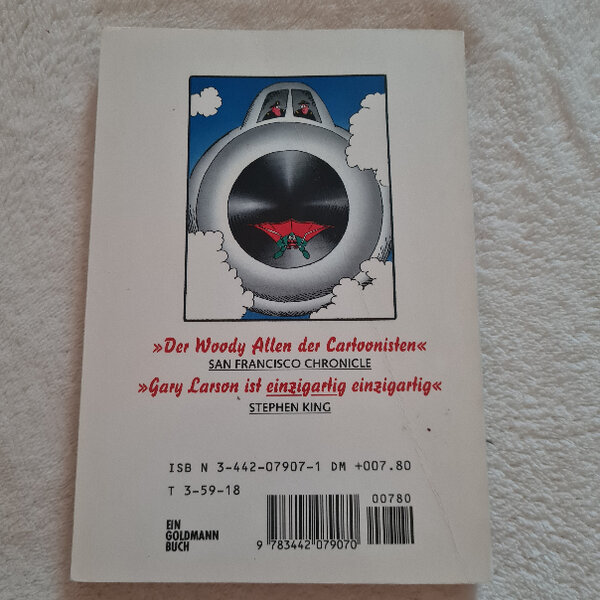 »Der Woody Allen der Cartoonisten«
SAN FRANCISCO CHRONICLE
»Gary Larson ist einzigartig einzigartig«
STEPHEN KING
ISB N 3-442-07907-1 DM +007.80
T 3-59-18
00780
EIN
GOLDMANN
BUCH
9 783442 079070